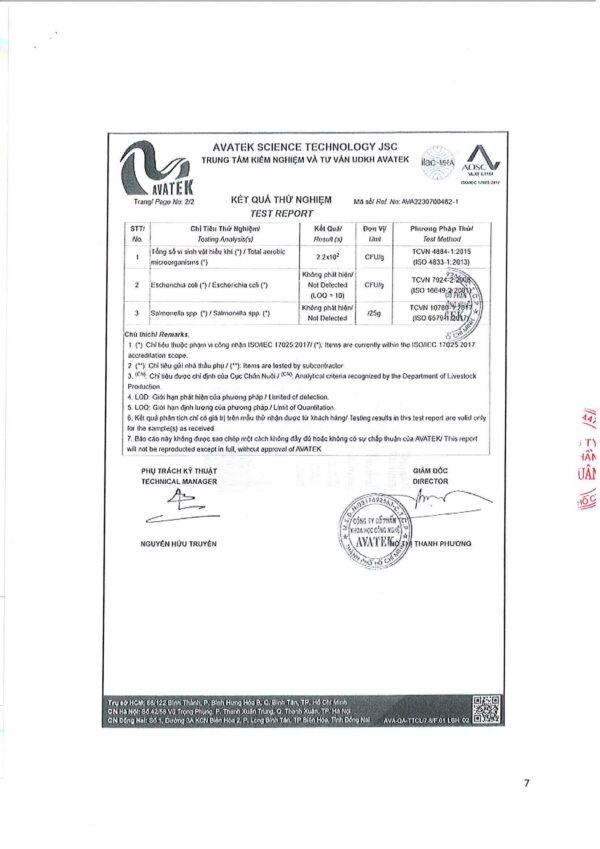 AVATEK SCIENCE TECHNOLOGY JSC
TRUNG TÂM KIỂM NGHIỆM VÀ TƯ VẤN UDKH AVATEK
AVATEK
ilac-MRA
AOSC
ISO/IEC 17025:2017
Trang/ Page No: 2/2
KẾT QUẢ THỬ NGHIỆM
TEST REPORT
Mã số/ Ref. No: AVA2230700462-1
STT/ No.
Chỉ Tiêu Thử Nghiệm/ Testing Analysis(s)
Kết Quả/ Result (s)
Đơn Vị/ Unit
Phương Pháp Thử/ Test Method
1
Tổng số vi sinh vật hiếu khí (*) / Total aerobic microorganisms (*)
2.2x10²
CFU/g
TCVN 4884-1:2015
(ISO 4833-1:2013)
2
Escherichia coli (*) / Escherichia coli (*)
Không phát hiện/ Not Detected (LOQ = 10)
CFU/g
TCVN 7924-2:2008
(ISO 16649-2:2001)
3
Salmonella spp. (*) / Salmonella spp. (*)
Không phát hiện/ Not Detected
/25g
TCVN 10780-1:2017
(ISO 6579-1:2017)
Chú thích/ Remarks.
1 (*) Chỉ tiêu thuộc phạm vi công nhận ISO/IEC 17025 2017/ (*): Items are currently within the ISO/IEC 17025 2017
accreditation scope.
2 (**): Chỉ tiêu gửi nhà thầu phụ / (**): Items are tested by subcontractor
3. (CN): Chỉ tiêu được chỉ định của Cục Chăn Nuôi / (CN): Analytical criteria recognized by the Department of Livestock
Production.
4. LOD: Giới hạn phát hiện của phương pháp / Limited of detection.
5. LOQ: Giới hạn định lượng của phương pháp / Limit of Quantitation.
6. Kết quả phân tích chỉ có giá trị trên mẫu thử nhận được từ khách hàng/ Testing results in this test report are valid only
for the sample(s) as received
7. Báo cáo này không được sao chép một cách không đầy đủ hoặc không có sự chấp thuận của AVATEK/ This report
will not be reproduced except in full, without approval of AVATEK
PHỤ TRÁCH KỸ THUẬT
TECHNICAL MANAGER
GIÁM ĐỐC
DIRECTOR
CÔNG TY CỔ PHẦN
KHOA HỌC CÔNG NGHỆ
AVATEK
THÀNH PHỐ HỒ CHÍ MINH
NGUYỄN HỮU TRUYỀN
THANH PHƯƠNG
Trụ sở HCM: 66/122 Bình Thành, P. Bình Hưng Hòa B, Q. Bình Tân, TP. Hồ Chí Minh
CN Hà Nội: Số 42/59 Vũ Trọng Phụng, P. Thanh Xuân Trung, Q. Thanh Xuân, TP. Hà Nội
CN Đồng Nai: Số 1, Đường 3A KCN Biên Hòa 2, P. Long Bình Tân, TP Biên Hòa, Tỉnh Đồng Nai
AVA-QA-TTCL/7.8/F.01 LBH: 02
7